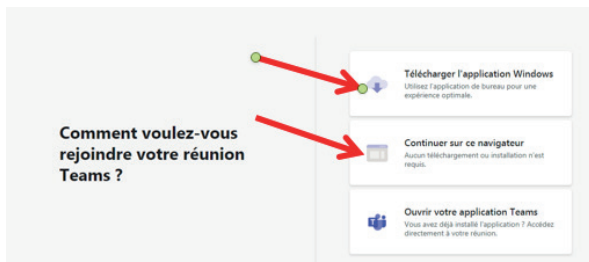 Comment voulez-vous
rejoindre votre réunion
Teams ?
Télécharger l'application Windows
Utilisez l'application de bureau pour une
expérience optimale.
Continuer sur ce navigateur
Aucun téléchargement ou installation n'est
requis.
Ouvrir votre application Teams
Vous avez déjà installé l'application ? Accédez
directement à votre réunion.